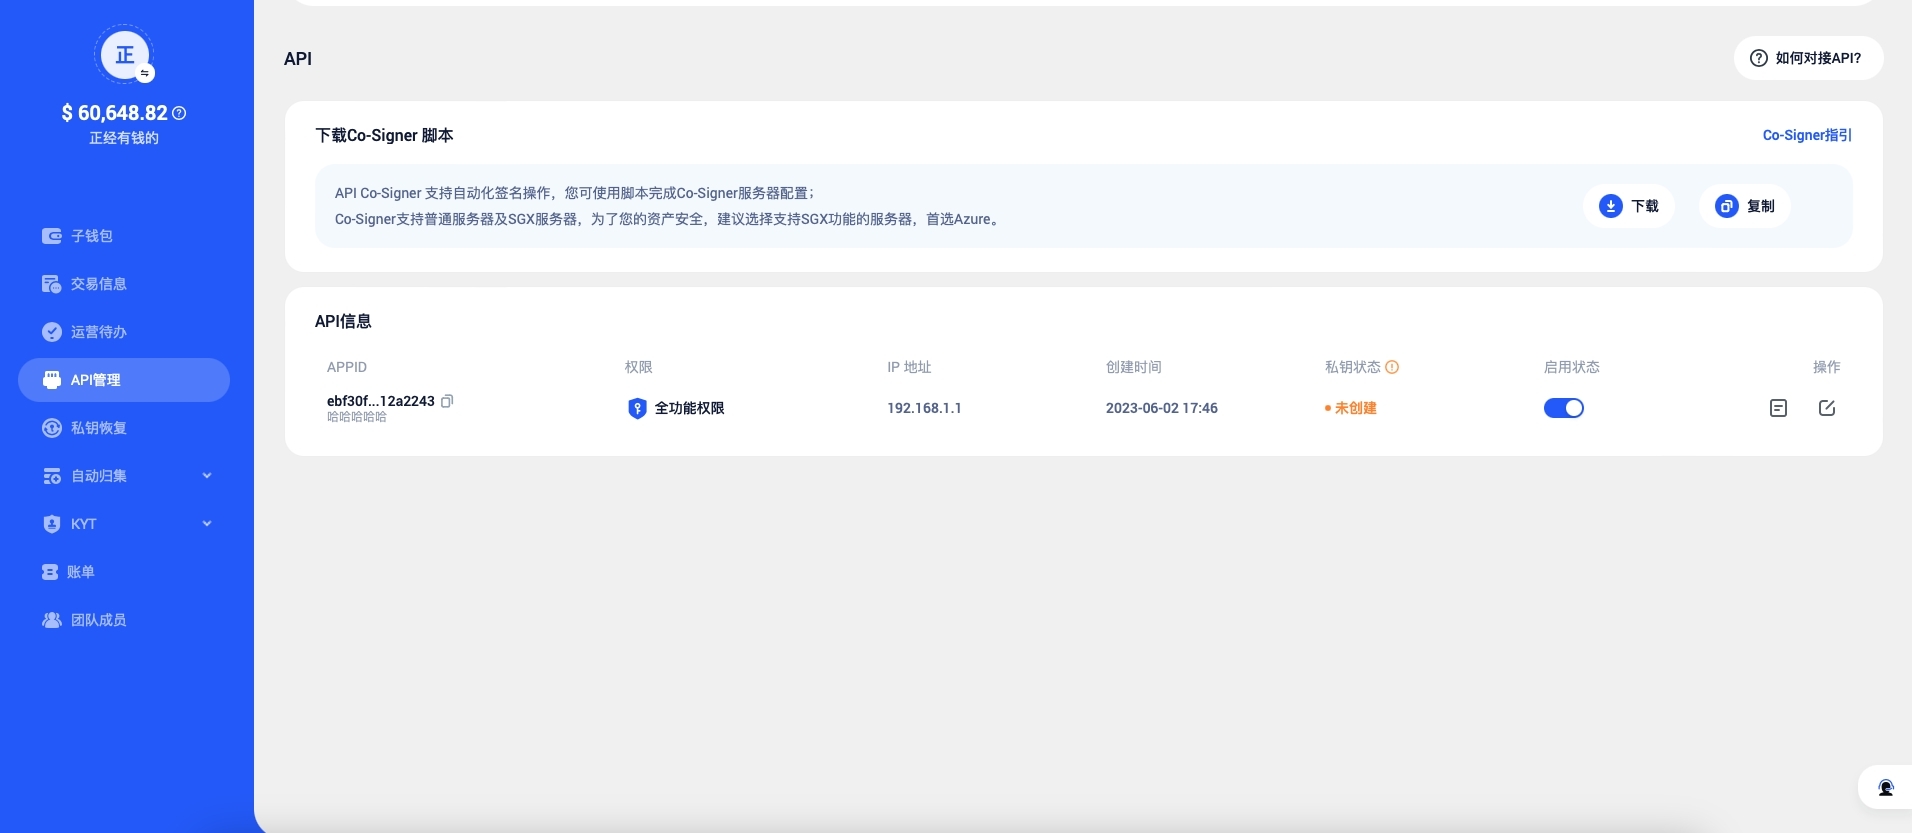 正
$ 60,648.82
正经有钱的
子钱包
交易信息
运营待办
API管理
私钥恢复
自动归集
KYT
账单
团队成员
API
如何对接API?
下载Co-Signer 脚本
Co-Signer指引
API Co-Signer 支持自动化签名操作，您可使用脚本完成Co-Signer服务器配置；
Co-Signer支持普通服务器及SGX服务器，为了您的资产安全，建议选择支持SGX功能的服务器，首选Azure。
下载
复制
API信息
APPID 权限 IP 地址 创建时间 私钥状态 启用状态 操作
ebf30f...12a2243 全功能权限 192.168.1.1 2023-06-02 17:46 未创建
哈哈哈哈哈